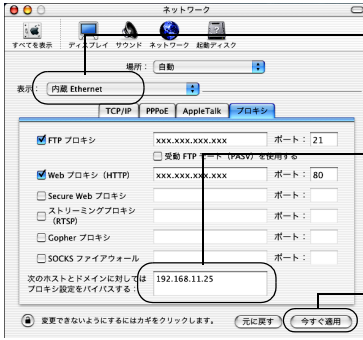 ネットワーク
すべてを表示 ディスプレイ サウンド ネットワーク 起動ディスク
場所： 自動
表示： 内蔵 Ethernet
TCP/IP PPPoE AppleTalk プロキシ
FTP プロキシ xxx.xxx.xxx.xxx ポート： 21
受動 FTP モード（PASV）を使用する
Web プロキシ（HTTP） xxx.xxx.xxx.xxx ポート： 80
Secure Web プロキシ ポート：
ストリーミングプロキシ ポート：
（RTSP）
Gopher プロキシ ポート：
SOCKS ファイアウォール ポート：
次のホストとドメインに対しては 192.168.11.25
プロキシ設定をバイパスする：
変更できないようにするにはカギをクリックします。 元に戻す 今すぐ適用